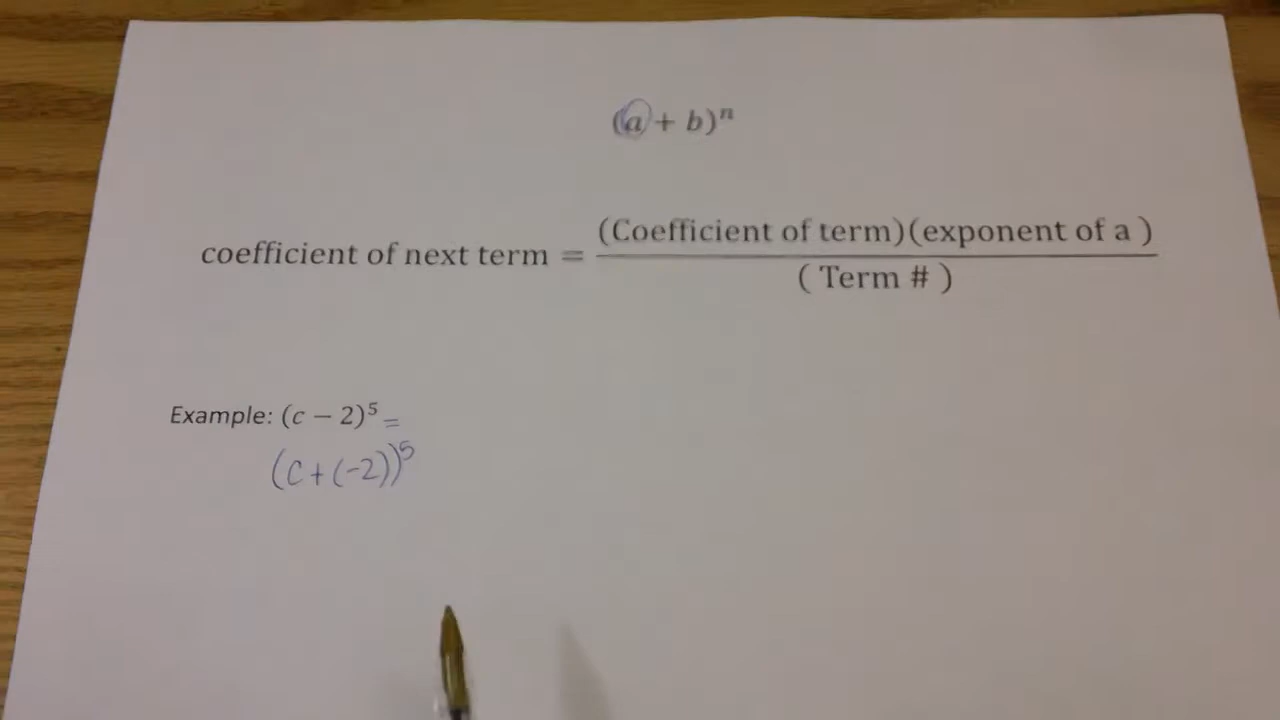 (a + b)ⁿ
coefficient of next term = (Coefficient of term)(exponent of a ) / ( Term # )
Example: (c − 2)⁵ =
(c + (-2))⁵